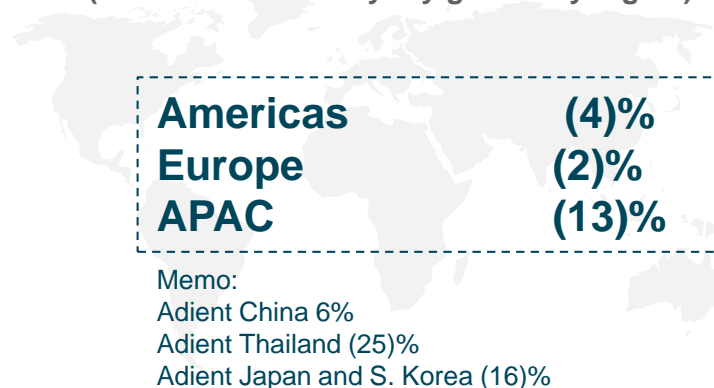 Americas (4)%
Europe (2)%
APAC (13)%
Memo:
Adient China 6%
Adient Thailand (25)%
Adient Japan and S. Korea (16)%